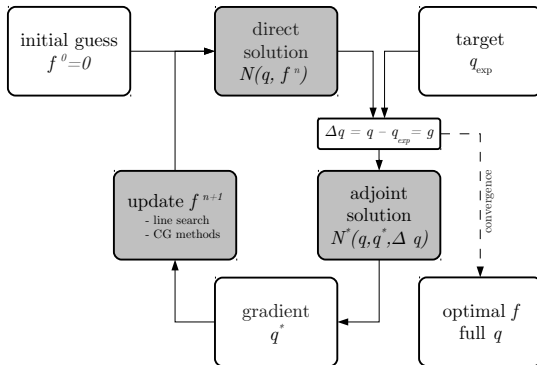 initial guess
f⁰=0
direct
solution
N(q, fⁿ)
target
q_exp
Δq = q – q_exp = g
update fⁿ⁺¹
- line search
- CG methods
adjoint
solution
N*(q,q*,Δ q)
convergence
gradient
q*
optimal f
full q